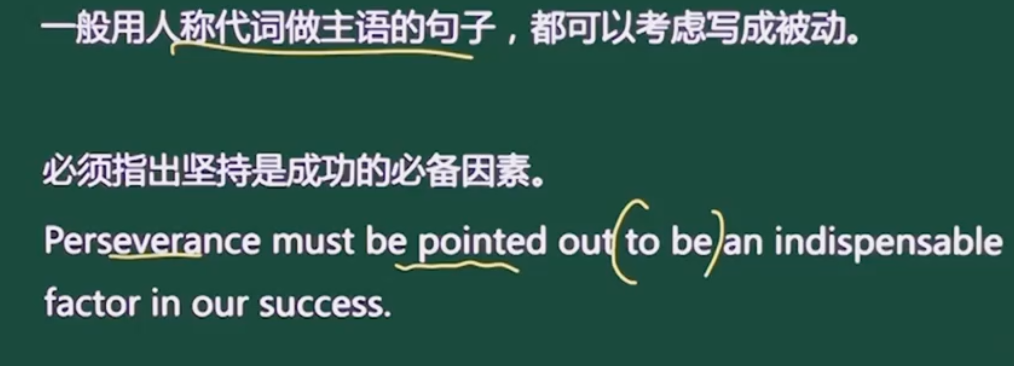 一般用人称代词做主语的句子，都可以考虑写成被动。
必须指出坚持是成功的必备因素。
Perseverance must be pointed out to be an indispensable
factor in our success.